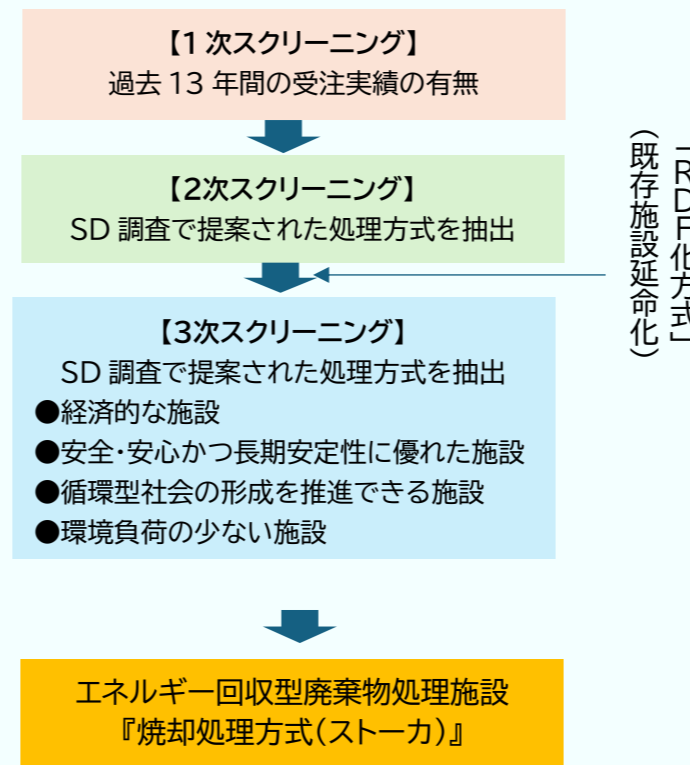 【1次スクリーニング】
過去13年間の受注実績の有無
【2次スクリーニング】
SD調査で提案された処理方式を抽出
「RDF化方式」
(既存施設延命化)
【3次スクリーニング】
SD調査で提案された処理方式を抽出
●経済的な施設
●安全・安心かつ長期安定性に優れた施設
●循環型社会の形成を推進できる施設
●環境負荷の少ない施設
エネルギー回収型廃棄物処理施設
『焼却処理方式(ストーカ)』